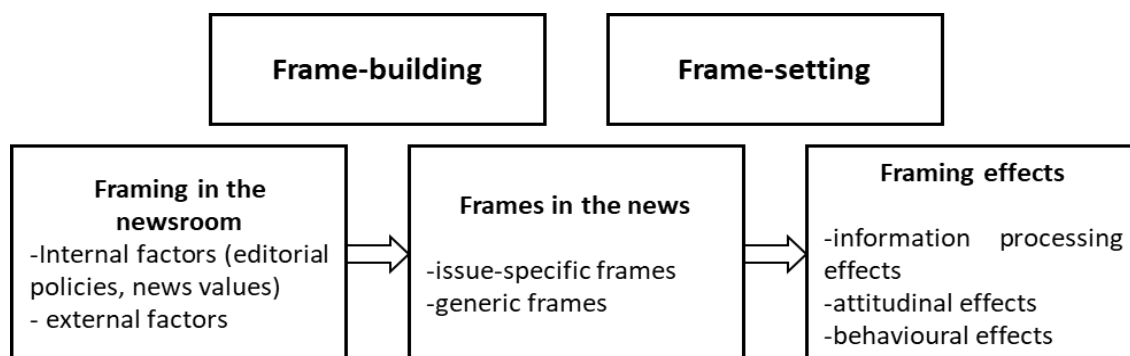 Frame-building
Frame-setting
Framing in the
newsroom
-Internal factors (editorial
policies, news values)
- external factors
Frames in the news
-issue-specific frames
-generic frames
Framing effects
-information processing
effects
-attitudinal effects
-behavioural effects